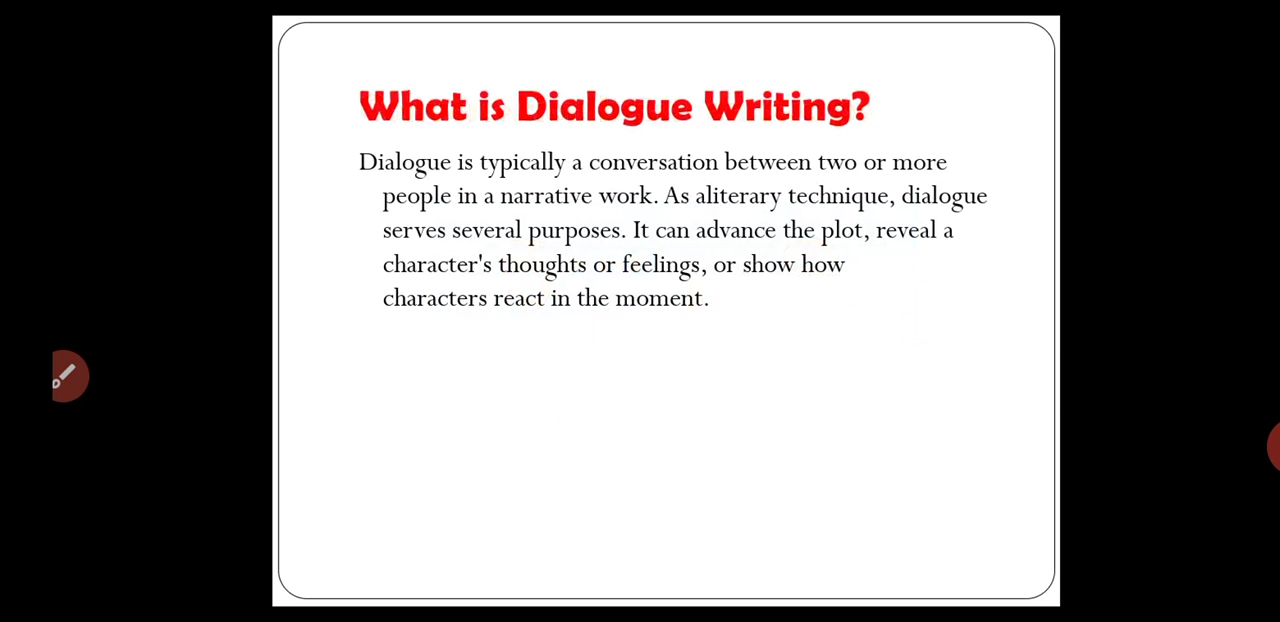 What is Dialogue Writing?
Dialogue is typically a conversation between two or more
people in a narrative work. As aliterary technique, dialogue
serves several purposes. It can advance the plot, reveal a
character's thoughts or feelings, or show how
characters react in the moment.